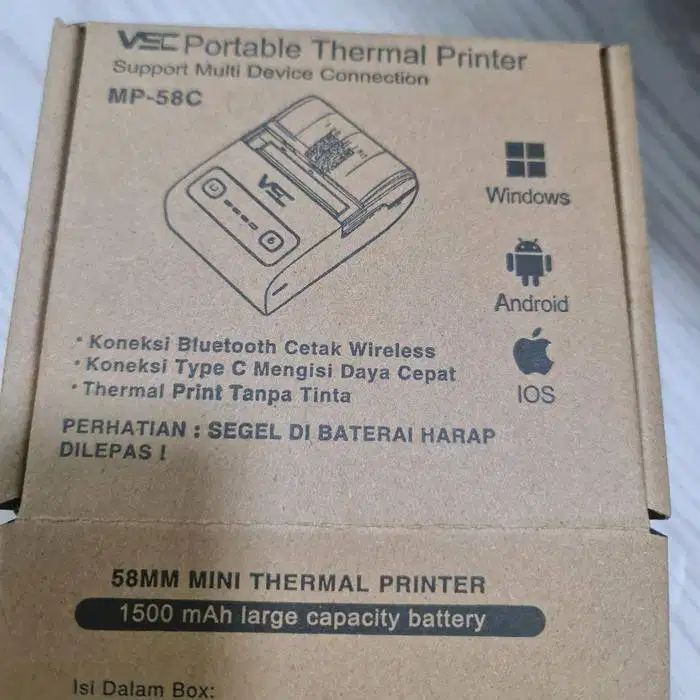 VSC Portable Thermal Printer
Support Multi Device Connection
MP-58C
VSC
Windows
Android
IOS
• Koneksi Bluetooth Cetak Wireless
• Koneksi Type C Mengisi Daya Cepat
• Thermal Print Tanpa Tinta
PERHATIAN : SEGEL DI BATERAI HARAP
DILEPAS !
58MM MINI THERMAL PRINTER
1500 mAh large capacity battery
Isi Dalam Box: